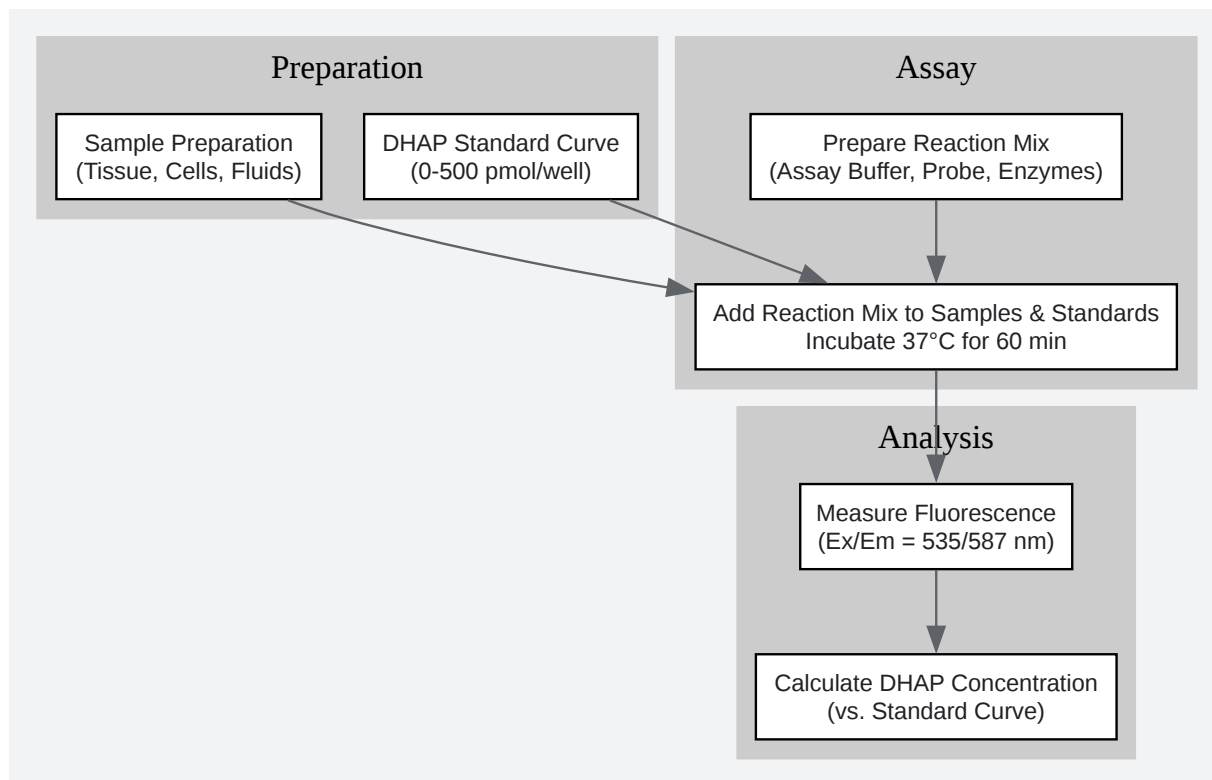 Preparation
Sample Preparation
(Tissue, Cells, Fluids)
DHAP Standard Curve
(0-500 pmol/well)
Assay
Prepare Reaction Mix
(Assay Buffer, Probe, Enzymes)
Add Reaction Mix to Samples & Standards
Incubate 37°C for 60 min
Analysis
Measure Fluorescence
(Ex/Em = 535/587 nm)
Calculate DHAP Concentration
(vs. Standard Curve)